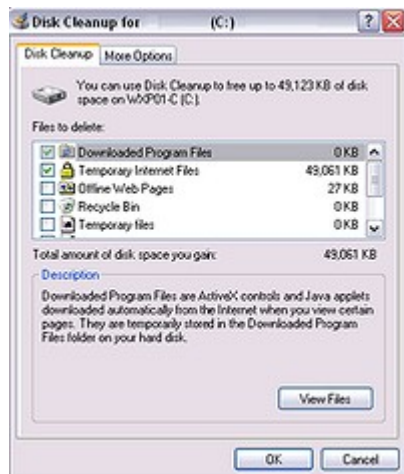 Disk Cleanup for (C:)
Disk Cleanup More Options
You can use Disk Cleanup to free up to 49,123 KB of disk
space on WXP01-C (C:).
Files to delete:
Downloaded Program Files 0 KB
Temporary Internet Files 49,061 KB
Offline Web Pages 27 KB
Recycle Bin 0 KB
Temporary files 0 KB
Total amount of disk space you gain: 49,061 KB
Description
Downloaded Program Files are ActiveX controls and Java applets
downloaded automatically from the Internet when you view certain
pages. They are temporarily stored in the Downloaded Program
Files folder on your hard disk.
View Files
OK Cancel